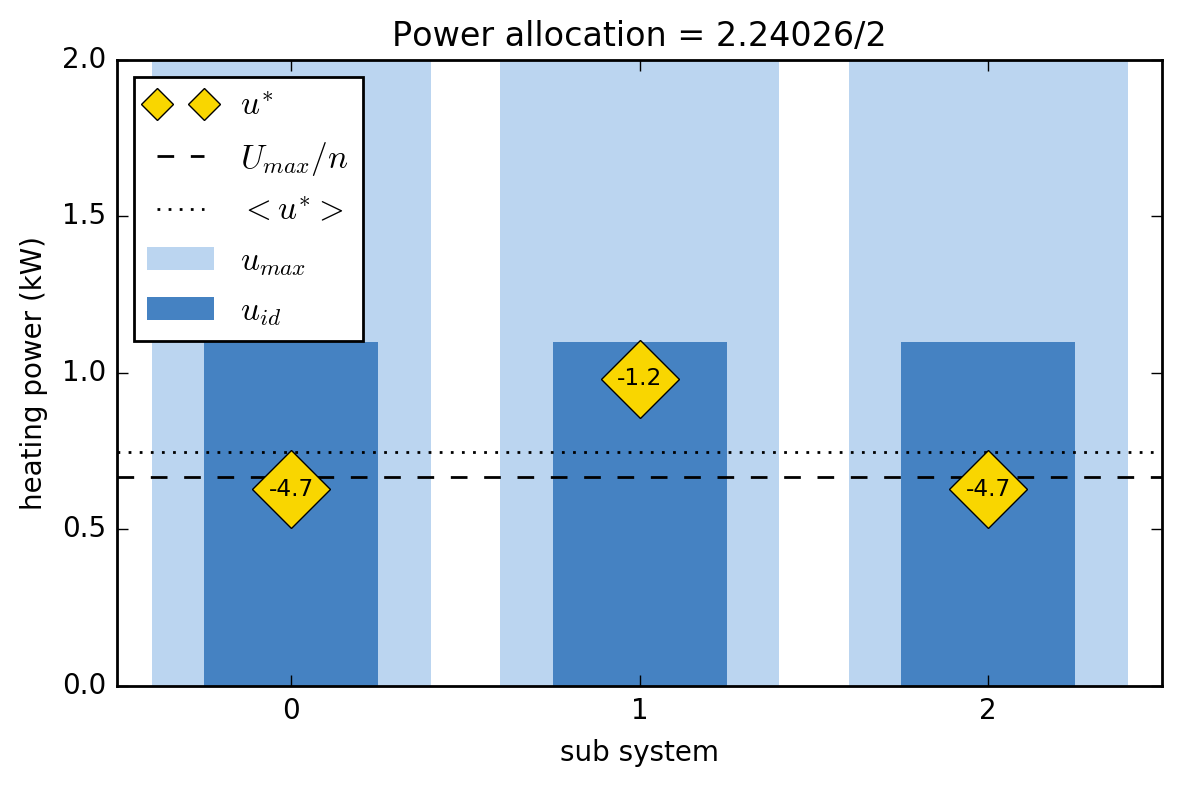 Power allocation = 2.24026/2
2.0
1.5
1.0
0.5
0.0
heating power (kW)
u*
U_max/n
<u*>
u_max
u_id
-4.7
-1.2
-4.7
0
1
2
sub system